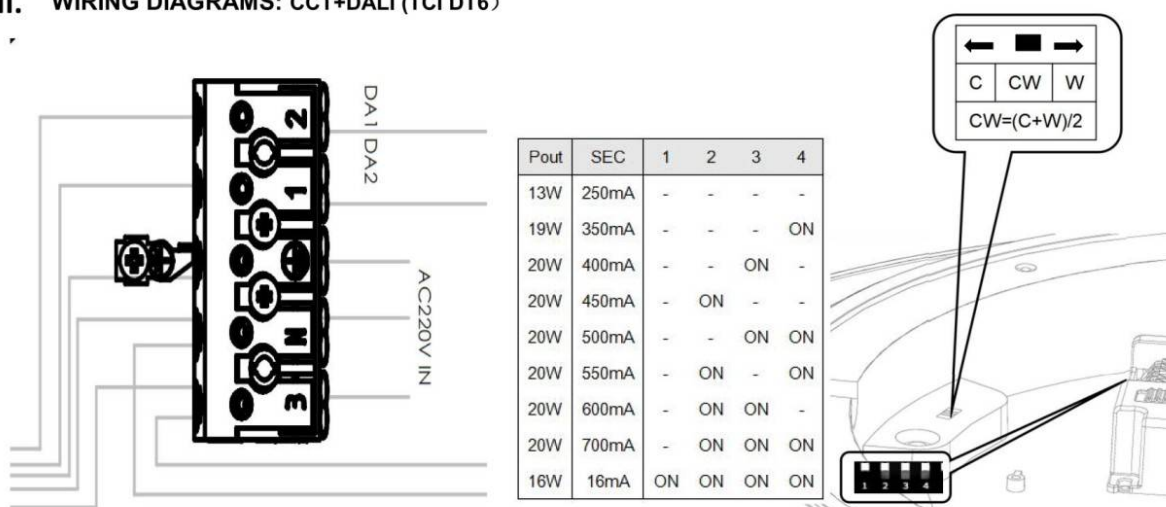 II. WIRING DIAGRAMS: CCT+DALI (TCI DT6）
2
1
N
3
DA1 DA2
AC220V IN
Pout SEC 1 2 3 4
13W 250mA - - - -
19W 350mA - - - ON
20W 400mA - - ON -
20W 450mA - ON - -
20W 500mA - - ON ON
20W 550mA - ON - ON
20W 600mA - ON ON -
20W 700mA - ON ON ON
16W 16mA ON ON ON ON
C CW W
CW=(C+W)/2
1 2 3 4